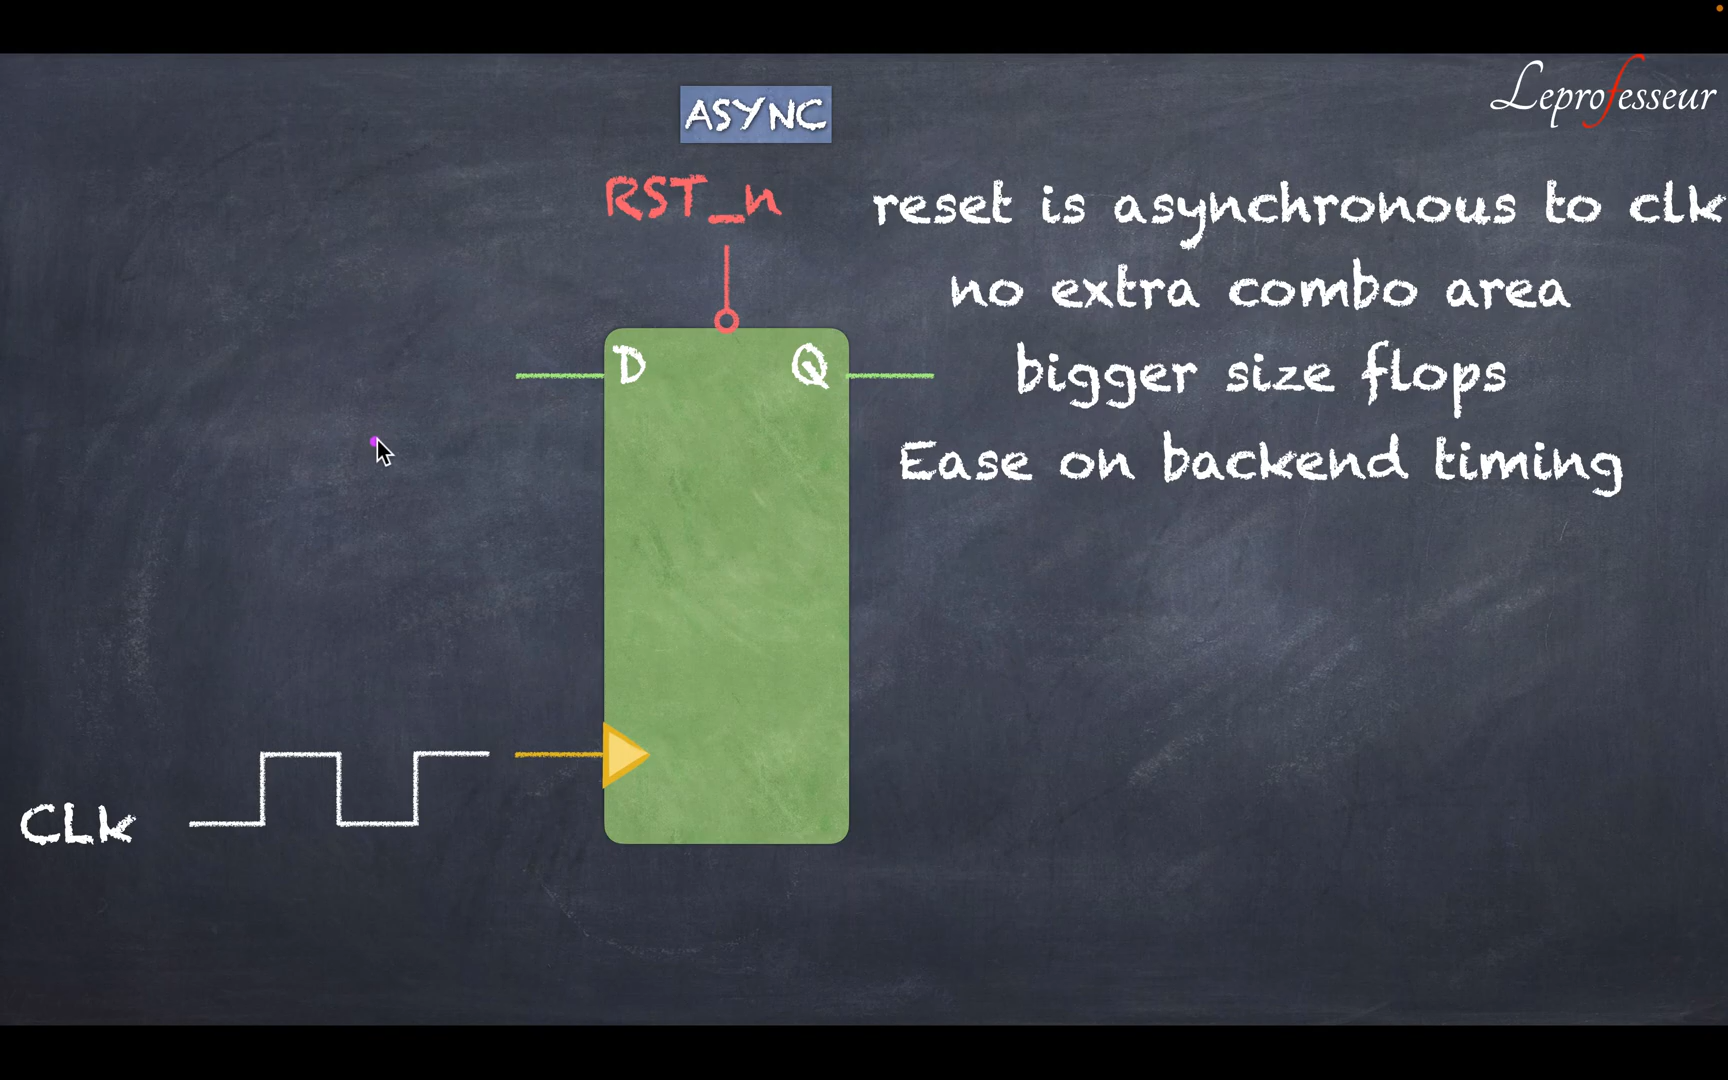 Leprofesseur
ASYNC
RST_n
reset is asynchronous to clk
no extra combo area
D
Q
bigger size flops
Ease on backend timing
CLk